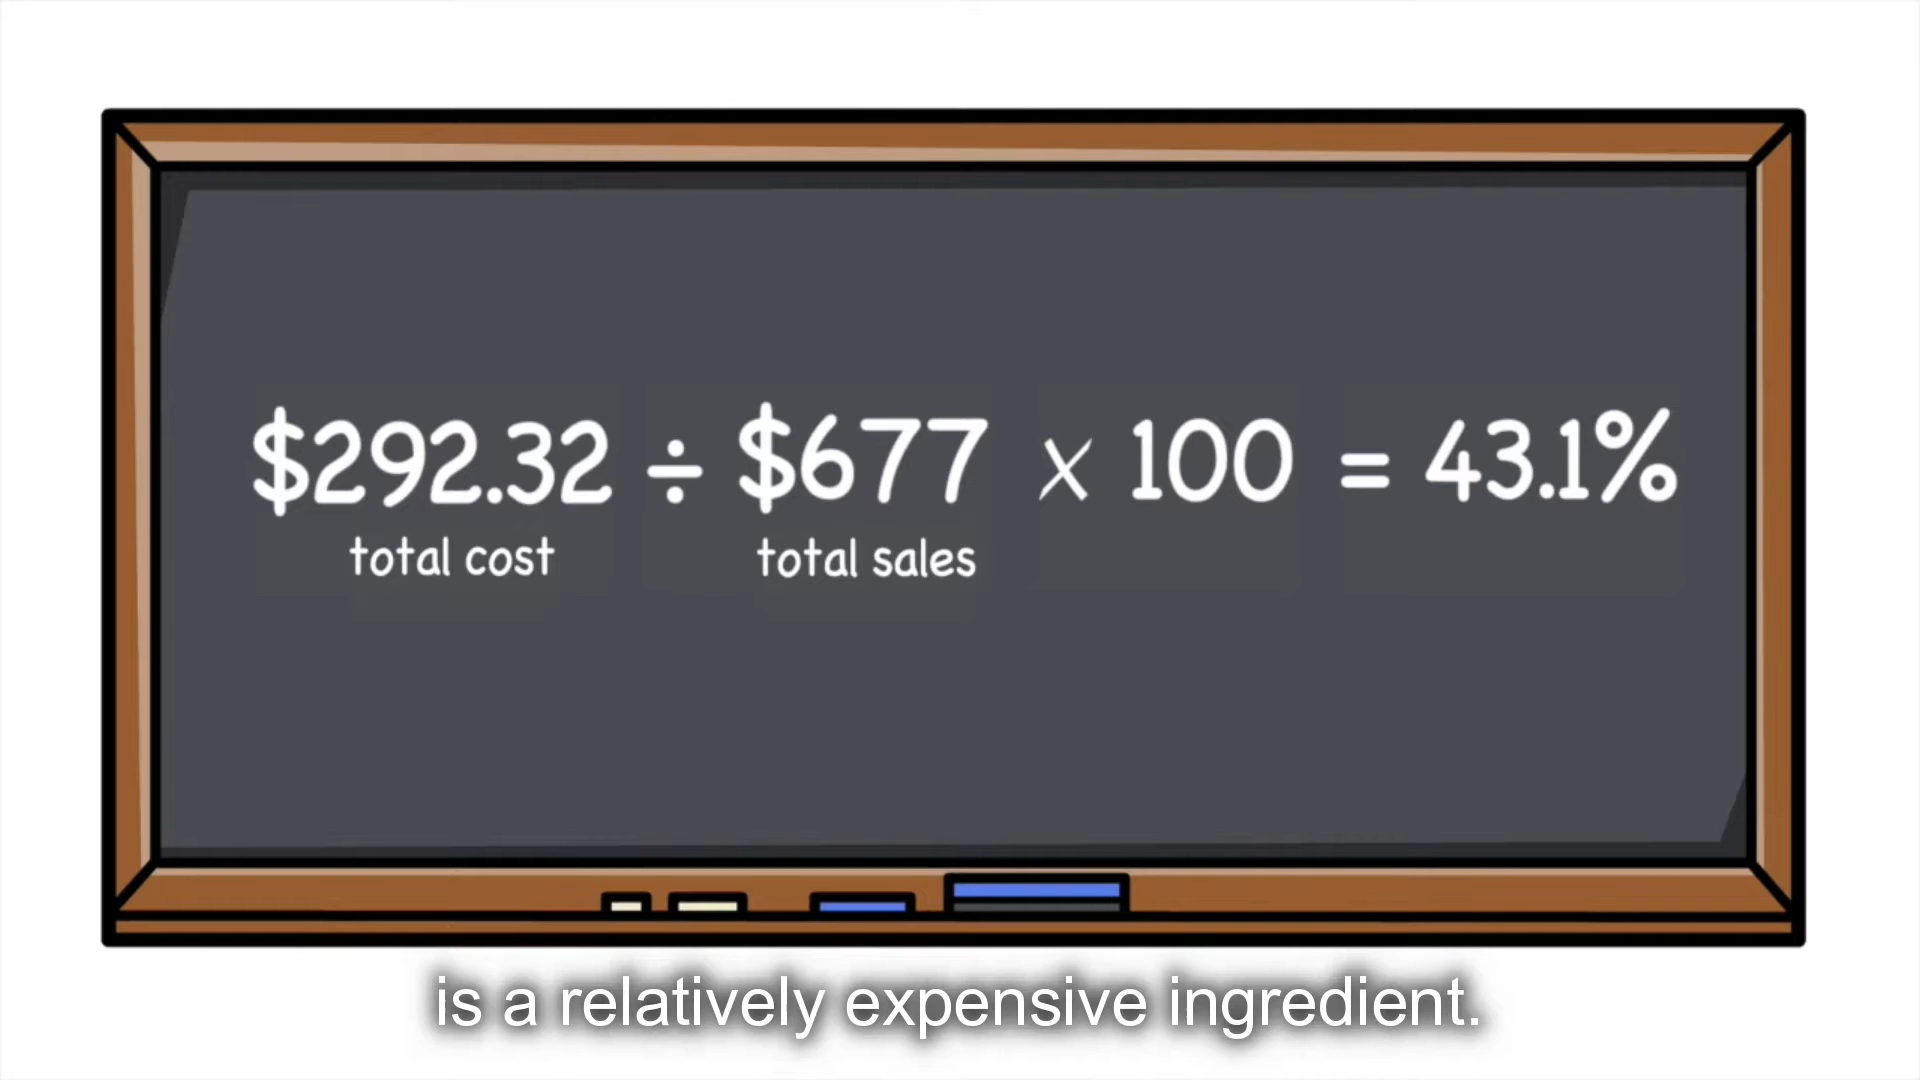 $292.32 ÷ $677 x 100 = 43.1%
total cost total sales
is a relatively expensive ingredient.